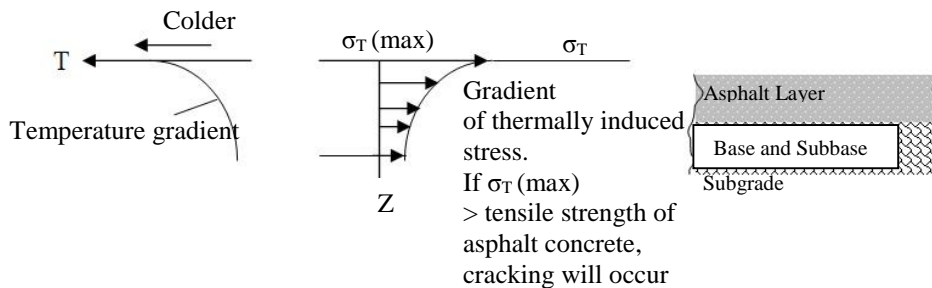 Colder
T
Temperature gradient
σT (max)
σT
Z
Gradient
of thermally induced
stress.
If σT (max)
> tensile strength of
asphalt concrete,
cracking will occur
Asphalt Layer
Base and Subbase
Subgrade